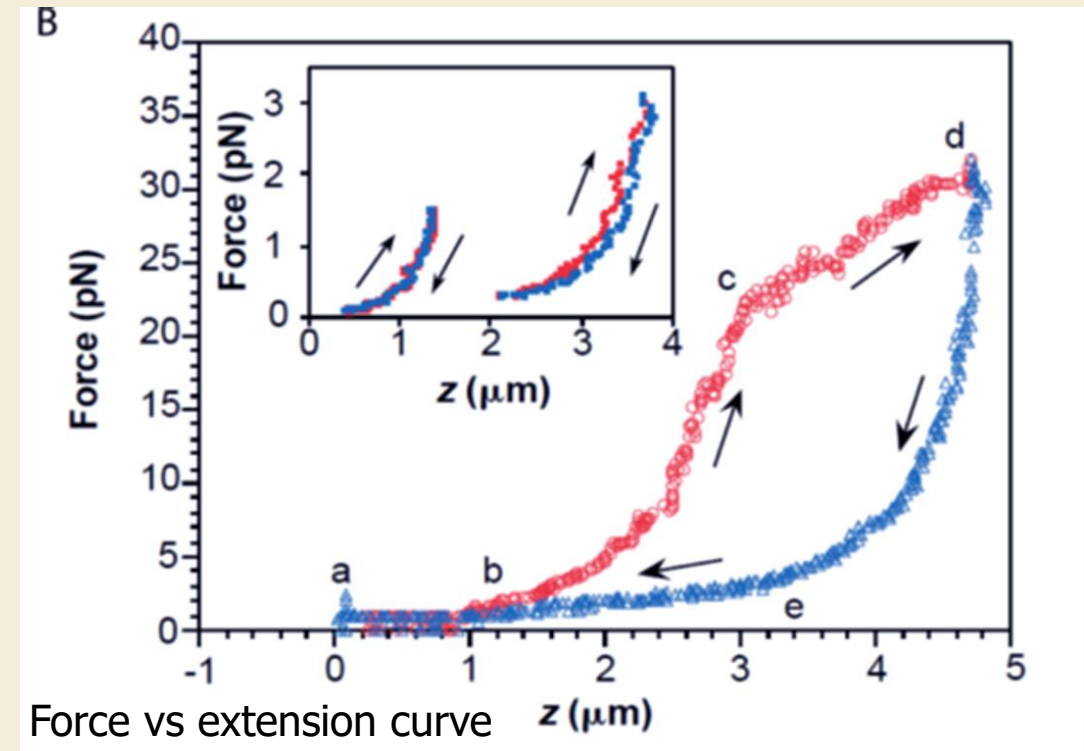 B
40
35
30
25
20
15
10
5
0
Force (pN)
-1 0 1 2 3 4 5
z (μm)
3
2
1
0
Force (pN)
0 1 2 3 4
z (μm)
a
b
c
d
e
Force vs extension curve